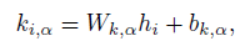 k_{i,α} = W_{k,α}h_i + b_{k,α},